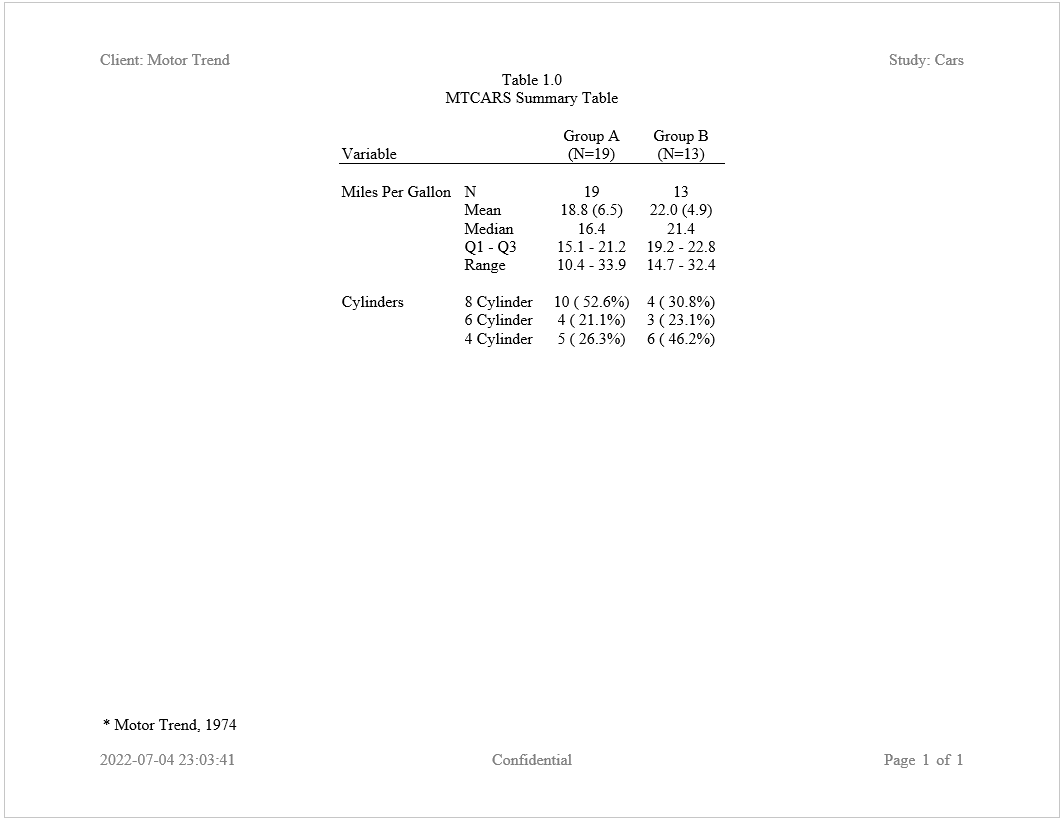 Client: Motor Trend Study: Cars
Table 1.0
MTCARS Summary Table
Group A Group B
Variable (N=19) (N=13)
Miles Per Gallon N 19 13
Mean 18.8 (6.5) 22.0 (4.9)
Median 16.4 21.4
Q1 - Q3 15.1 - 21.2 19.2 - 22.8
Range 10.4 - 33.9 14.7 - 32.4
Cylinders 8 Cylinder 10 ( 52.6%) 4 ( 30.8%)
6 Cylinder 4 ( 21.1%) 3 ( 23.1%)
4 Cylinder 5 ( 26.3%) 6 ( 46.2%)
* Motor Trend, 1974
2022-07-04 23:03:41 Confidential Page 1 of 1